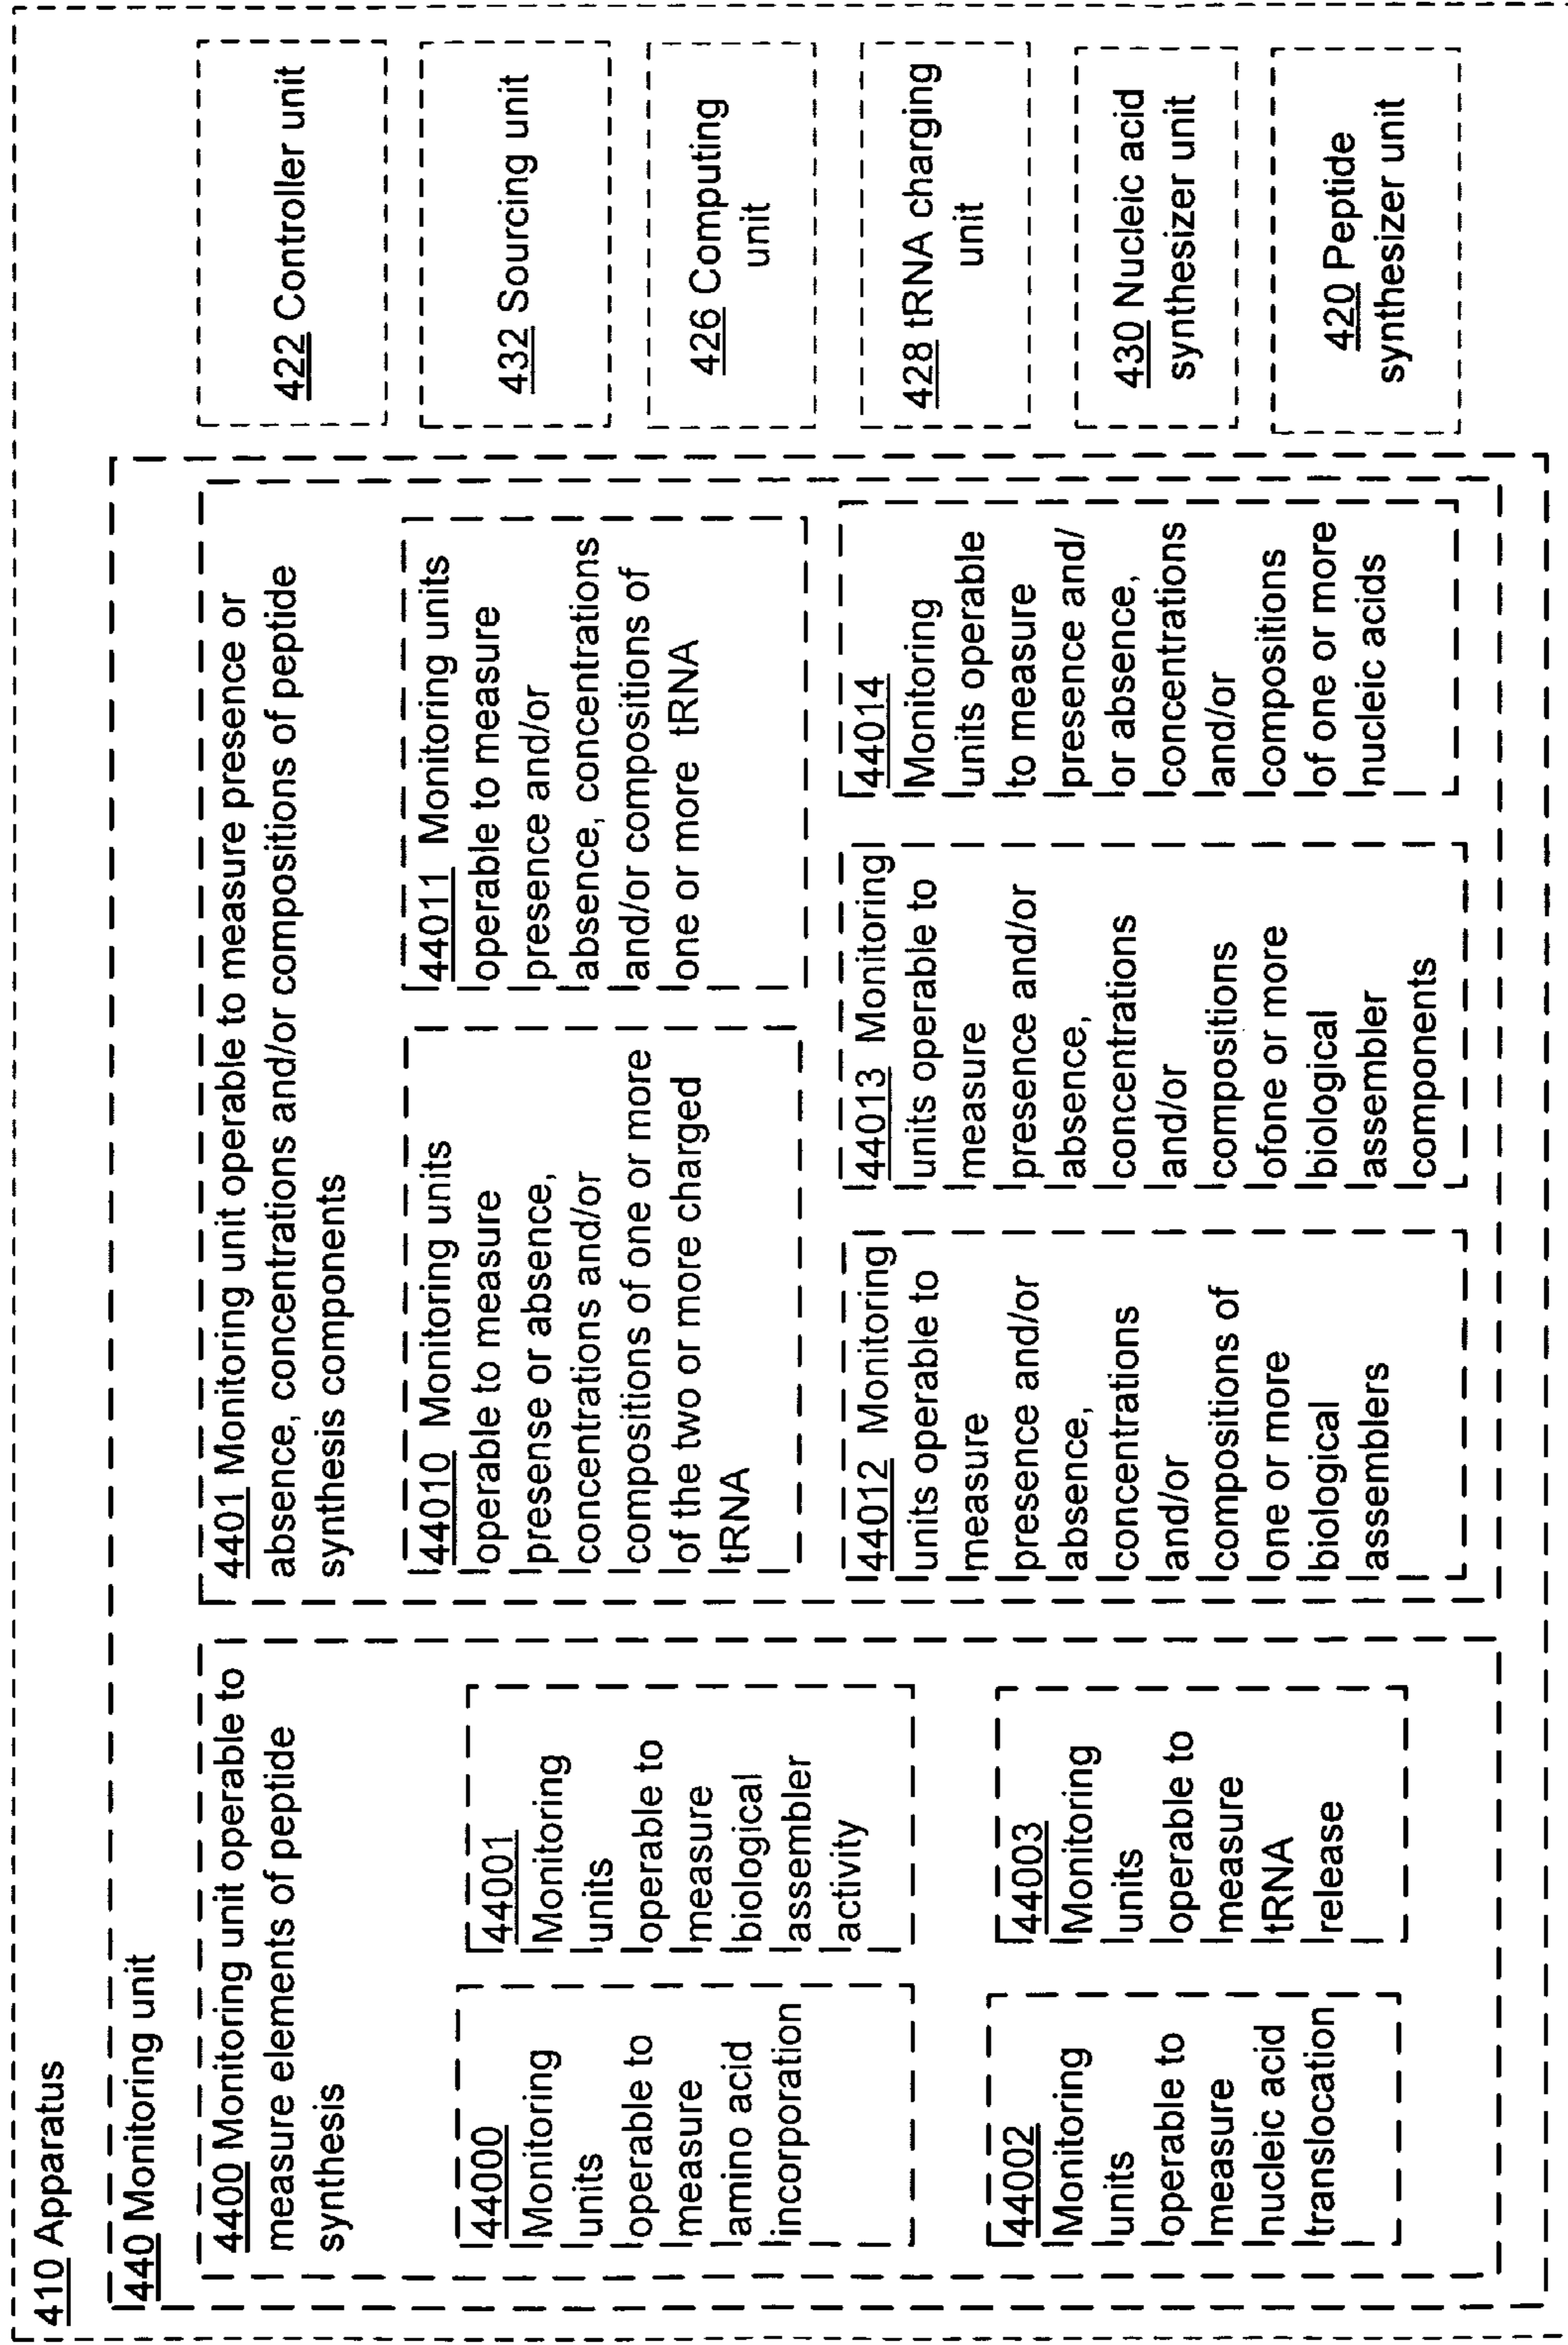 410 Apparatus
440 Monitoring unit
4400 Monitoring unit operable to
measure elements of peptide
synthesis
44000
Monitoring
units
operable to
measure
amino acid
incorporation
44001
Monitoring
units
operable to
measure
biological
assembler
activity
44002
Monitoring
units
operable to
measure
nucleic acid
translocation
44003
Monitoring
units
operable to
measure
tRNA
release
4401 Monitoring unit operable to measure presence or
absence, concentrations and/or compositions of peptide
synthesis components
44010 Monitoring units
operable to measure
presense or absence,
concentrations and/or
compositions of one or more
of the two or more charged
tRNA
44011 Monitoring units
operable to measure
presence and/or
absence, concentrations
and/or compositions of
one or more tRNA
44012 Monitoring
units operable to
measure
presence and/or
absence,
concentrations
and/or
compositions of
one or more
biological
assemblers
44013 Monitoring
units operable to
measure
presence and/or
absence,
concentrations
and/or
compositions
ofone or more
biological
assembler
components
44014
Monitoring
units operable
to measure
presence and/
or absence,
concentrations
and/or
compositions
of one or more
nucleic acids
422 Controller unit
432 Sourcing unit
426 Computing
unit
428 tRNA charging
unit
430 Nucleic acid
synthesizer unit
420 Peptide
synthesizer unit